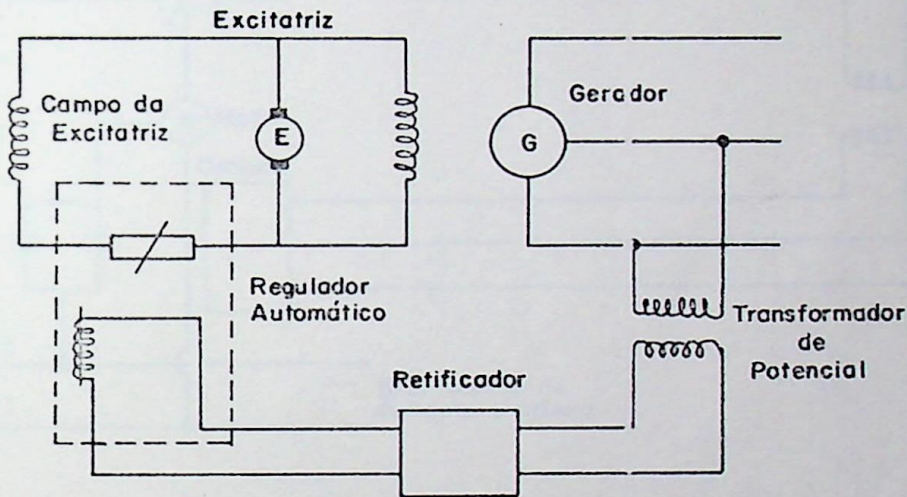 Excitatriz
Campo da
Excitatriz
E
Gerador
G
Regulador
Automático
Transformador
de
Potencial
Retificador